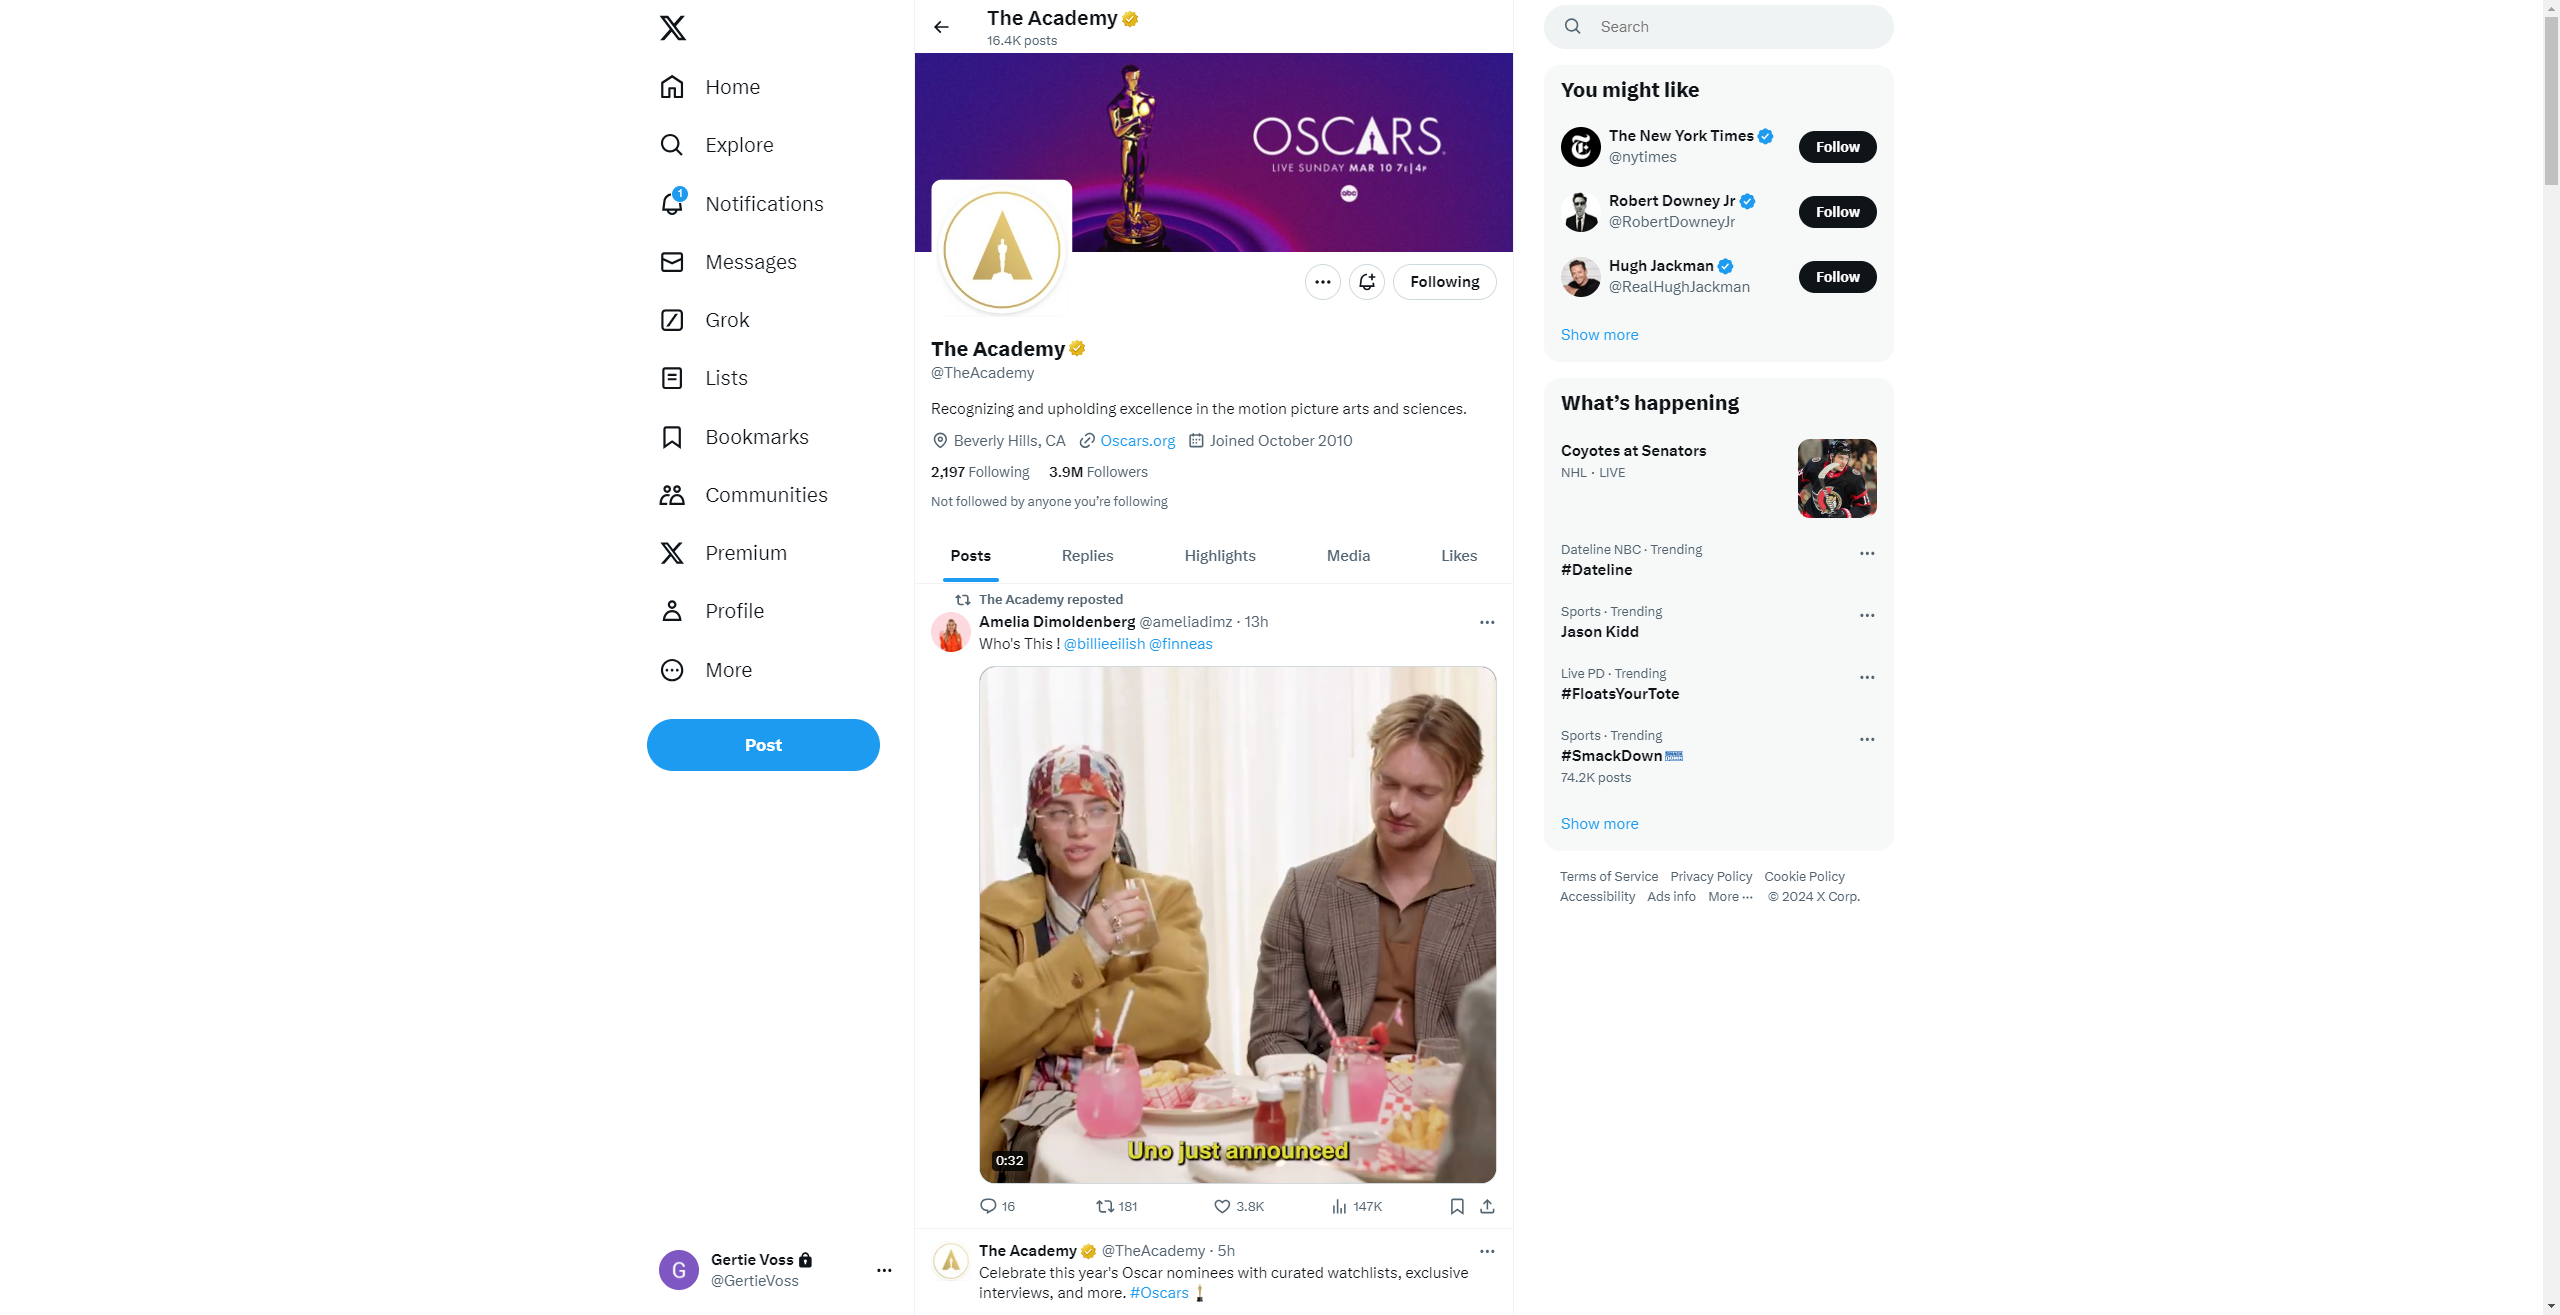 Home
Explore
1
Notifications
Messages
Grok
Lists
Bookmarks
Communities
Premium
Profile
More
Post
Gertie Voss
G
@GertieVoss
The Academy
16.4K posts
OSCARS
LIVE SUNDAY MAR 10 7E|4P
abc
Following
The Academy
@TheAcademy
Recognizing and upholding excellence in the motion picture arts and sciences.
Beverly Hills, CA Oscars.org Joined October 2010
2,197 Following 3.9M Followers
Not followed by anyone you’re following
Posts Replies Highlights Media Likes
The Academy reposted
Amelia Dimoldenberg @ameliadimz · 13h
Who's This ! @billieeilish @finneas
Uno just announced
0:32
16 181 3.8K 147K
The Academy @TheAcademy · 5h
Celebrate this year's Oscar nominees with curated watchlists, exclusive
interviews, and more. #Oscars
Search
You might like
The New York Times
@nytimes
Follow
Robert Downey Jr
@RobertDowneyJr
Follow
Hugh Jackman
@RealHughJackman
Follow
Show more
What’s happening
Coyotes at Senators
NHL · LIVE
Dateline NBC · Trending
#Dateline
Sports · Trending
Jason Kidd
Live PD · Trending
#FloatsYourTote
Sports · Trending
#SmackDown
74.2K posts
Show more
Terms of Service Privacy Policy Cookie Policy
Accessibility Ads info More ··· © 2024 X Corp.